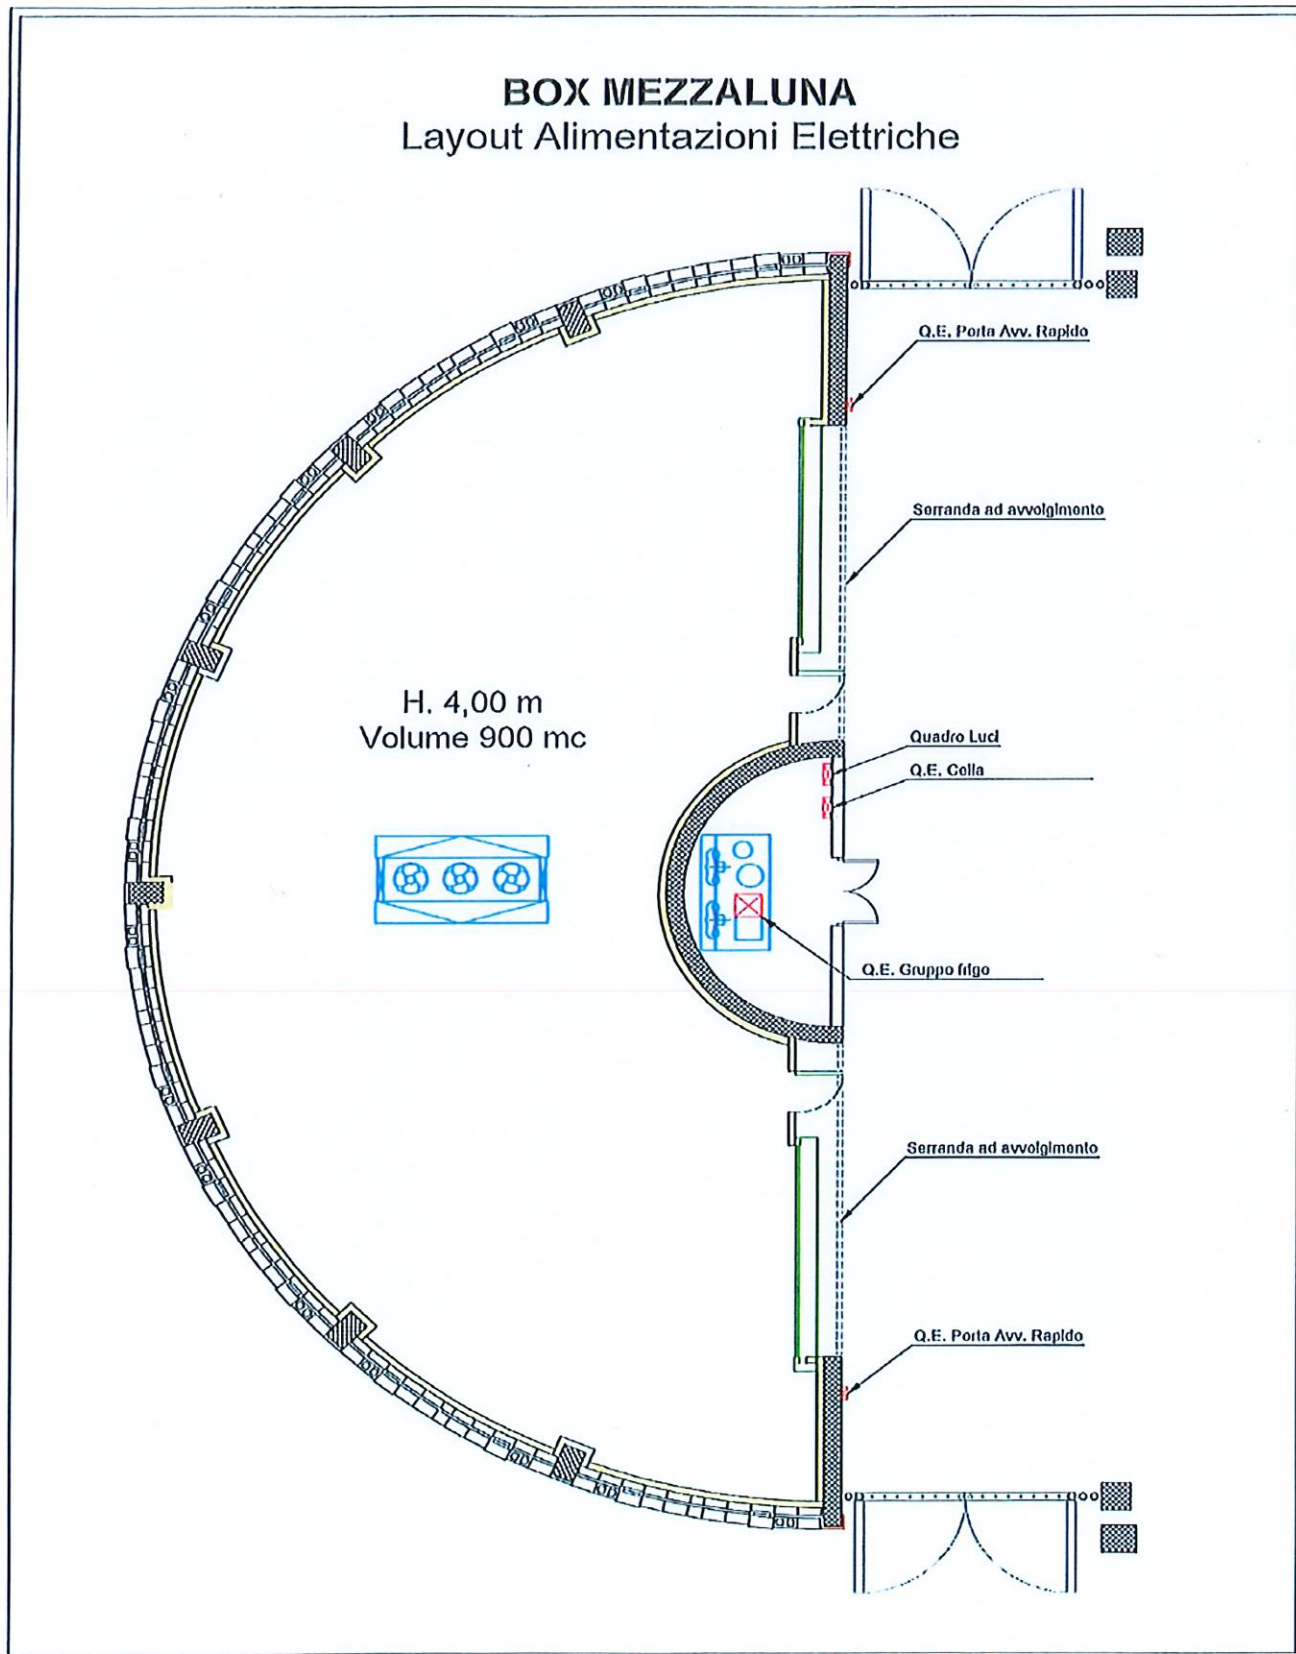 BOX MEZZALUNA
Layout Alimentazioni Elettriche
Q.E. Porta Avv. Rapido
Serranda ad avvolgimento
H. 4,00 m
Volume 900 mc
Quadro Luci
Q.E. Cella
Q.E. Gruppo frigo
Serranda ad avvolgimento
Q.E. Porta Avv. Rapido